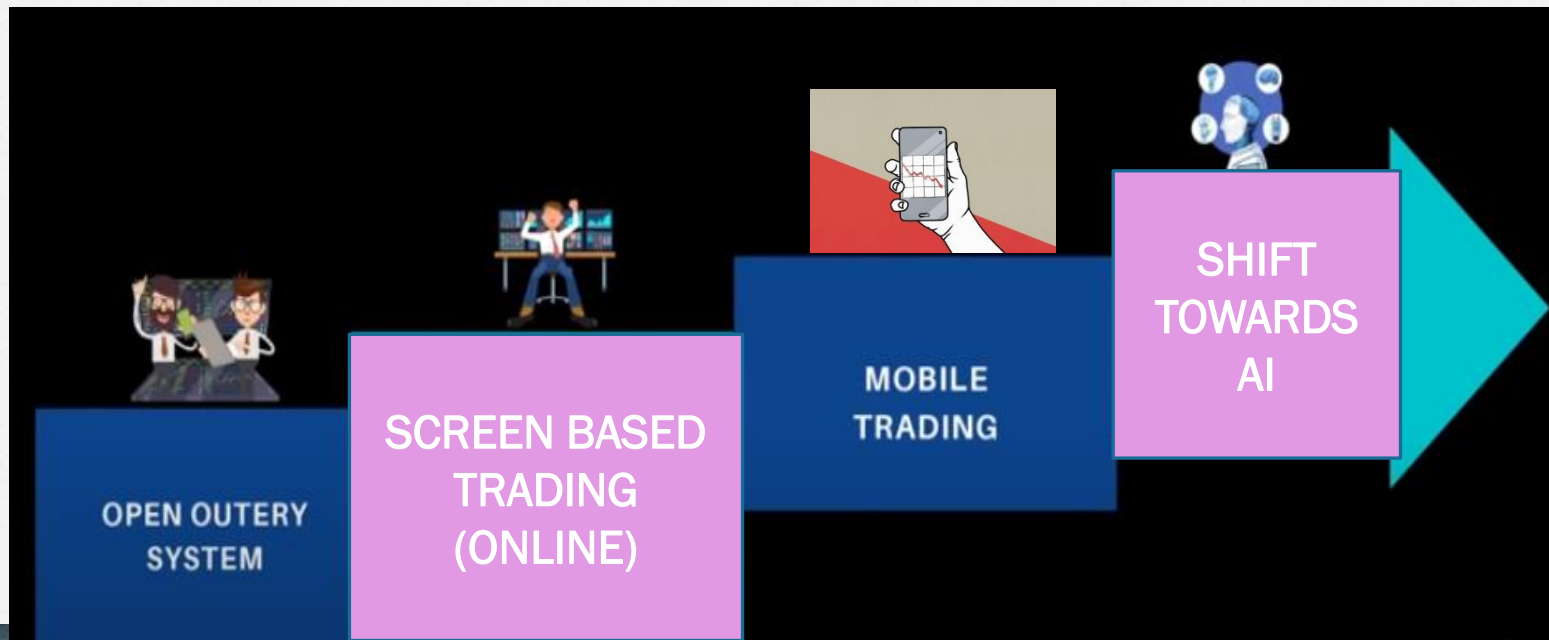 OPEN OUTERY
SYSTEM
SCREEN BASED
TRADING
(ONLINE)
MOBILE
TRADING
SHIFT
TOWARDS
AI